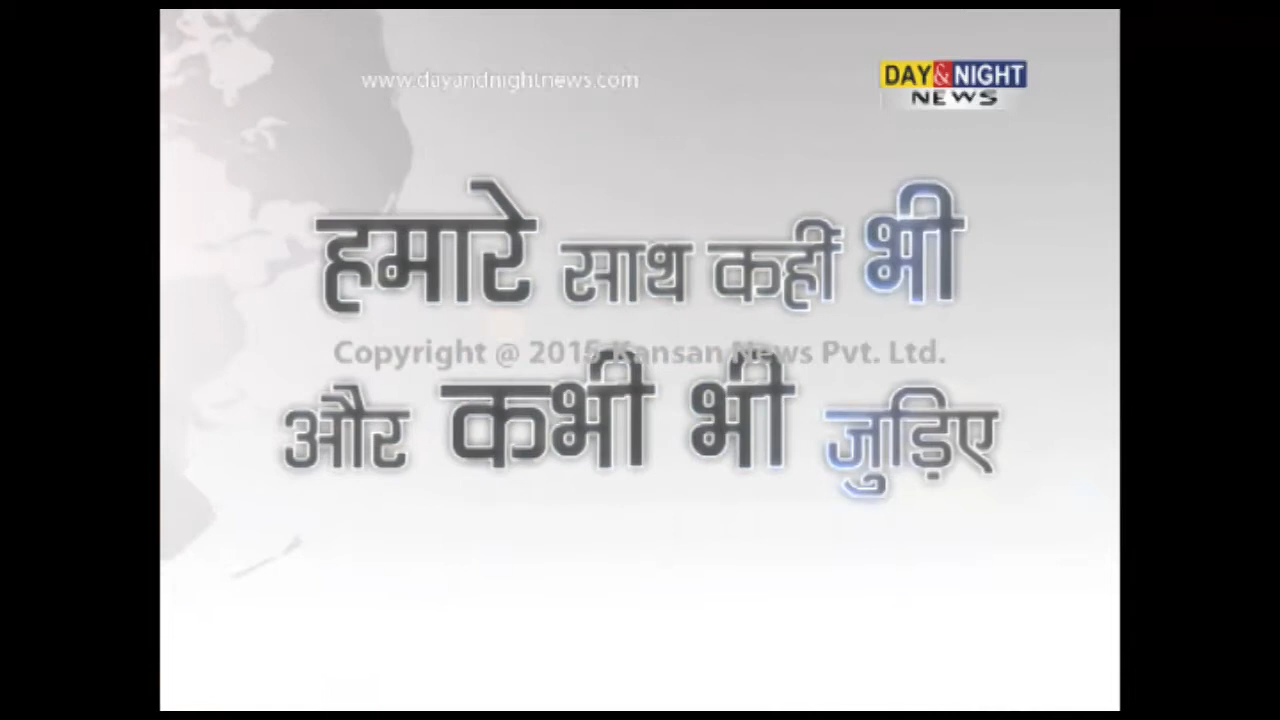 www.dayandnightnews.com
DAY & NIGHT
NEWS
हमारे साथ कहीं भी
Copyright @ 2015 Kansan News Pvt. Ltd.
और कभी भी जुड़िए